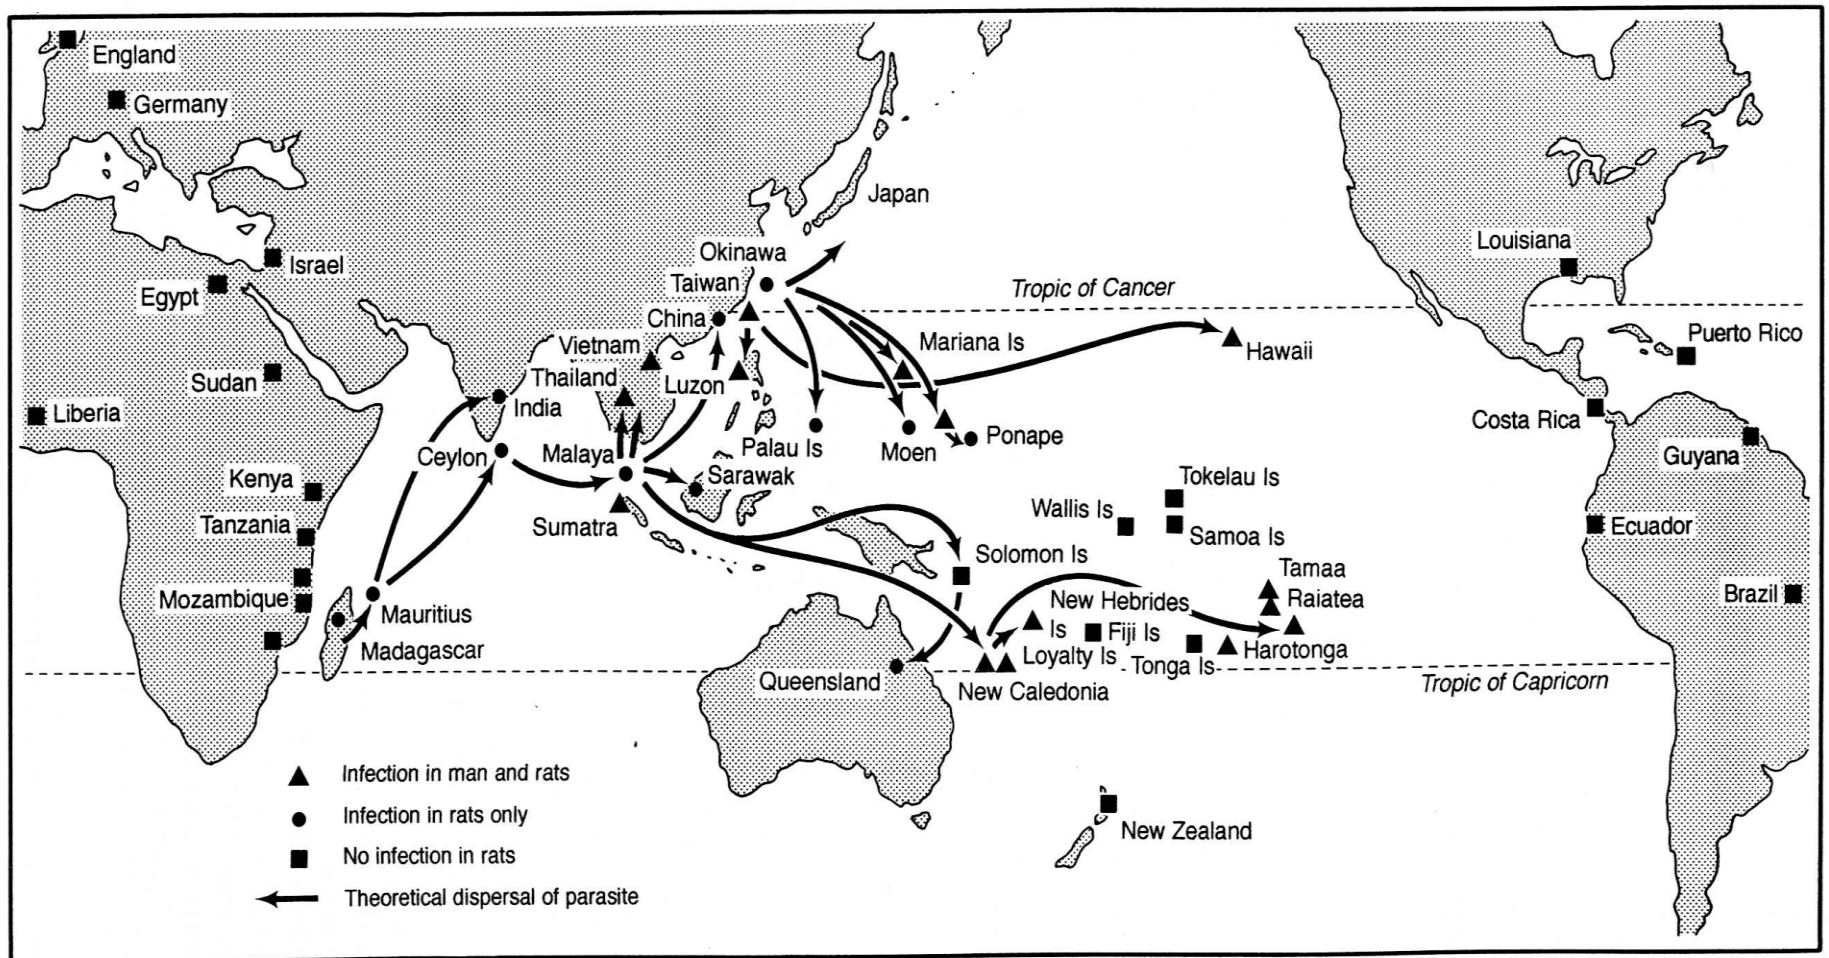 England
Germany
Japan
Okinawa
Louisiana
Israel
Taiwan
Egypt
Tropic of Cancer
China
Puerto Rico
Mariana Is
Vietnam
Hawaii
Sudan
Thailand
Luzon
Liberia
India
Costa Rica
Ponape
Palau Is
Moen
Malaya
Ceylon
Guyana
Sarawak
Kenya
Tokelau Is
Wallis Is
Tanzania
Sumatra
Ecuador
Samoa Is
Solomon Is
Tamaa
Brazil
Mozambique
New Hebrides
Is
Raiatea
Mauritius
Fiji Is
Madagascar
Loyalty Is
Harotonga
Tonga Is
Queensland
New Caledonia
Tropic of Capricorn
Infection in man and rats
Infection in rats only
No infection in rats
Theoretical dispersal of parasite
New Zealand